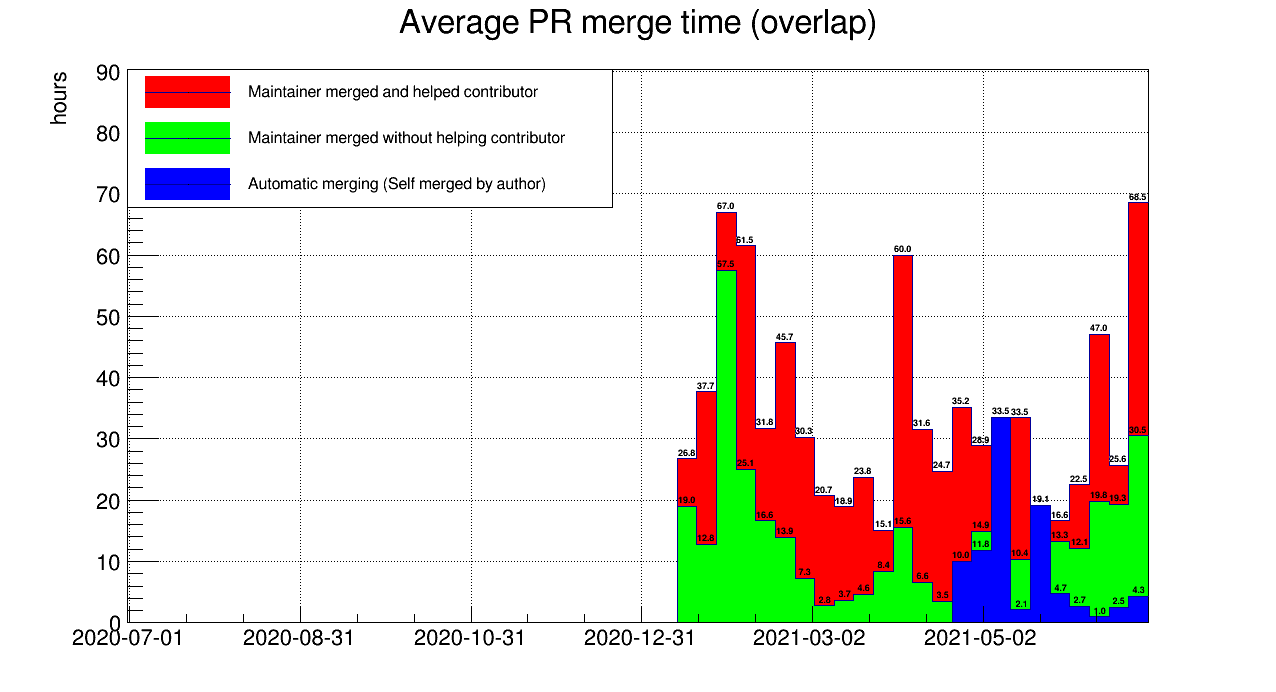 Average PR merge time (overlap)
hours
90
80
70
60
50
40
30
20
10
0
Maintainer merged and helped contributor
Maintainer merged without helping contributor
Automatic merging (Self merged by author)
26.8 37.7 67.0 61.5 31.8 45.7 30.3 20.7 18.9 23.8 15.1 60.0 31.6 24.7 35.2 28.9 33.5 33.5 19.1 16.6 22.5 47.0 25.6 68.5
19.0 12.8 57.5 25.1 16.6 13.9 7.3 2.8 3.7 4.6 8.4 15.6 6.6 3.5 14.9 10.4 13.3 12.1 19.8 19.3 30.5
10.0 11.8 2.1 4.7 2.7 1.0 2.5 4.3
2020-07-01 2020-08-31 2020-10-31 2020-12-31 2021-03-02 2021-05-02